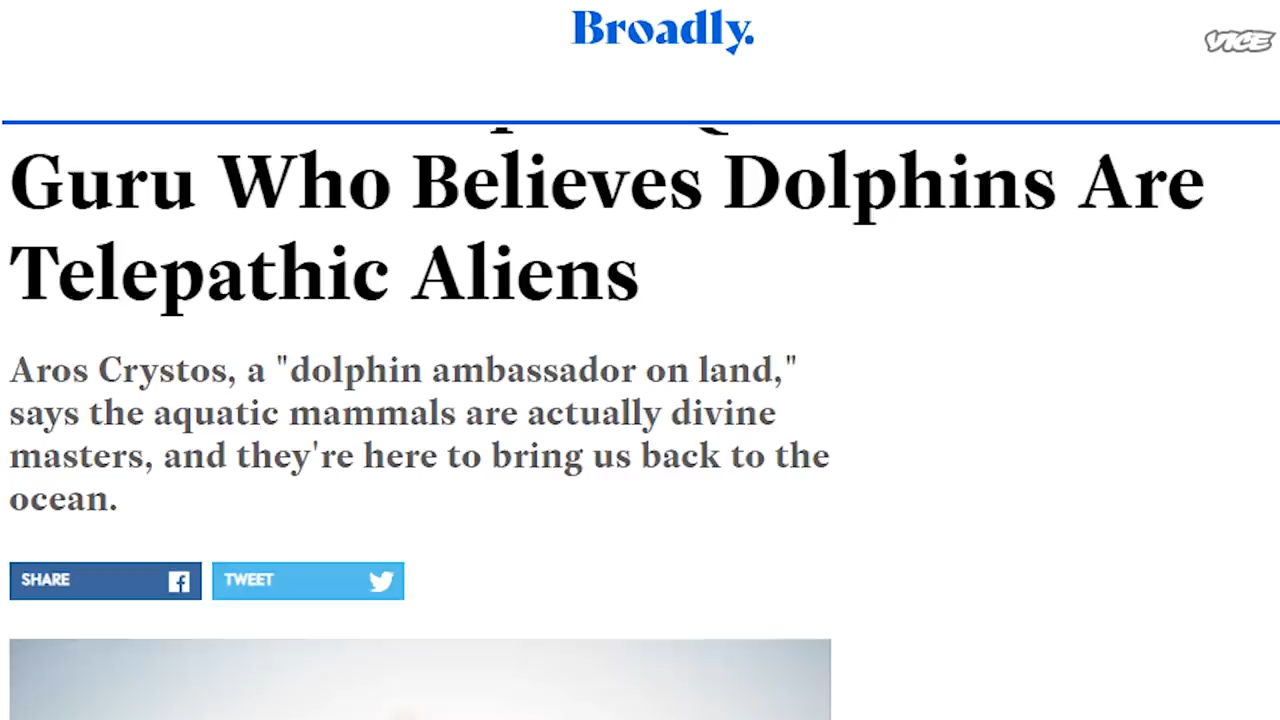 Broadly.
VICE
Guru Who Believes Dolphins Are
Telepathic Aliens
Aros Crystos, a "dolphin ambassador on land,"
says the aquatic mammals are actually divine
masters, and they're here to bring us back to the
ocean.
SHARE
TWEET